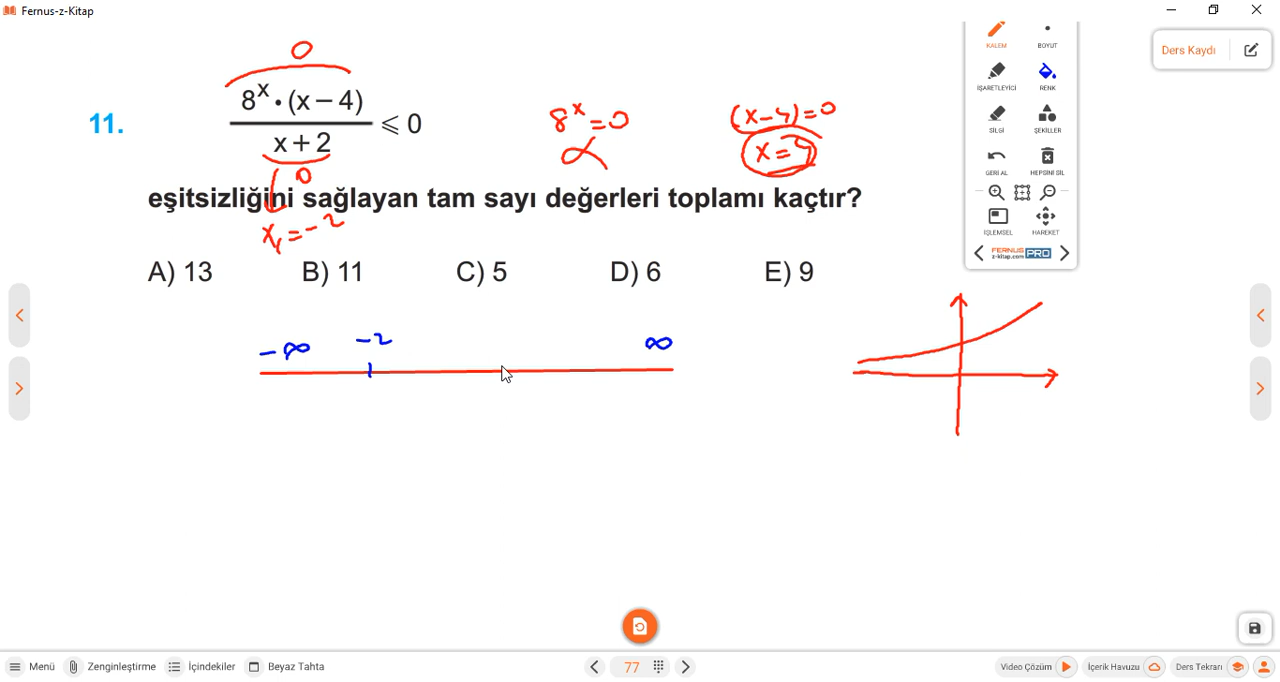 Fernus-z-Kitap
KALEM
BOYUT
Ders Kaydı
İŞARETLEYİCİ
RENK
SİLGİ
ŞEKİLLER
GERİ AL
HEPSİNİ SİL
İŞLEMSEL
HAREKET
FERNUS PRO
z-kitap.com
0
11. 8^x · (x – 4) / x + 2 ⩽ 0
8^x = 0
(x – 4) = 0
x = 4
0
eşitsizliğini sağlayan tam sayı değerleri toplamı kaçtır?
x_1 = -2
A) 13 B) 11 C) 5 D) 6 E) 9
-∞ -2 ∞
Menü Zenginleştirme İçindekiler Beyaz Tahta 77 Video Çözüm İçerik Havuzu Ders Tekrarı